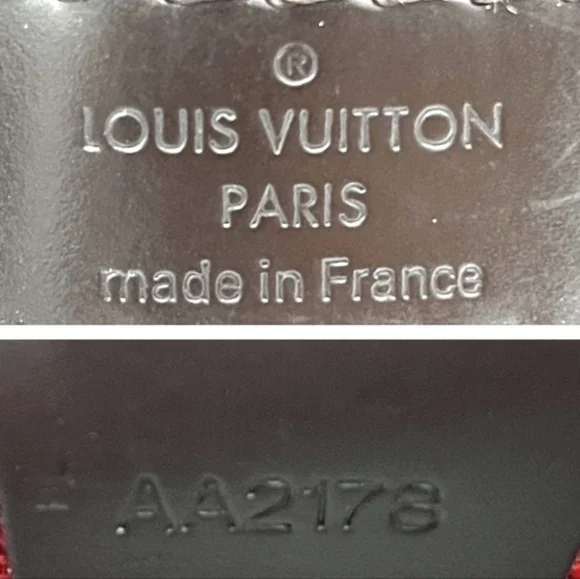 ®
LOUIS VUITTON
PARIS
made in France
AA2178